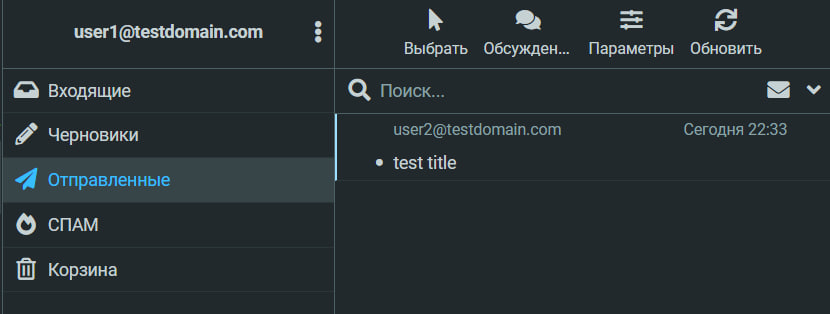 user1@testdomain.com
Выбрать Обсужден... Параметры Обновить
Входящие
Черновики
Отправленные
СПАМ
Корзина
Поиск...
user2@testdomain.com Сегодня 22:33
test title